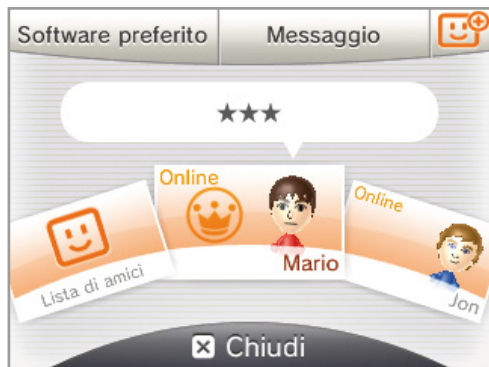 Software preferito
Messaggio
★★★
Online
Mario
Online
Jon
Lista di amici
Chiudi